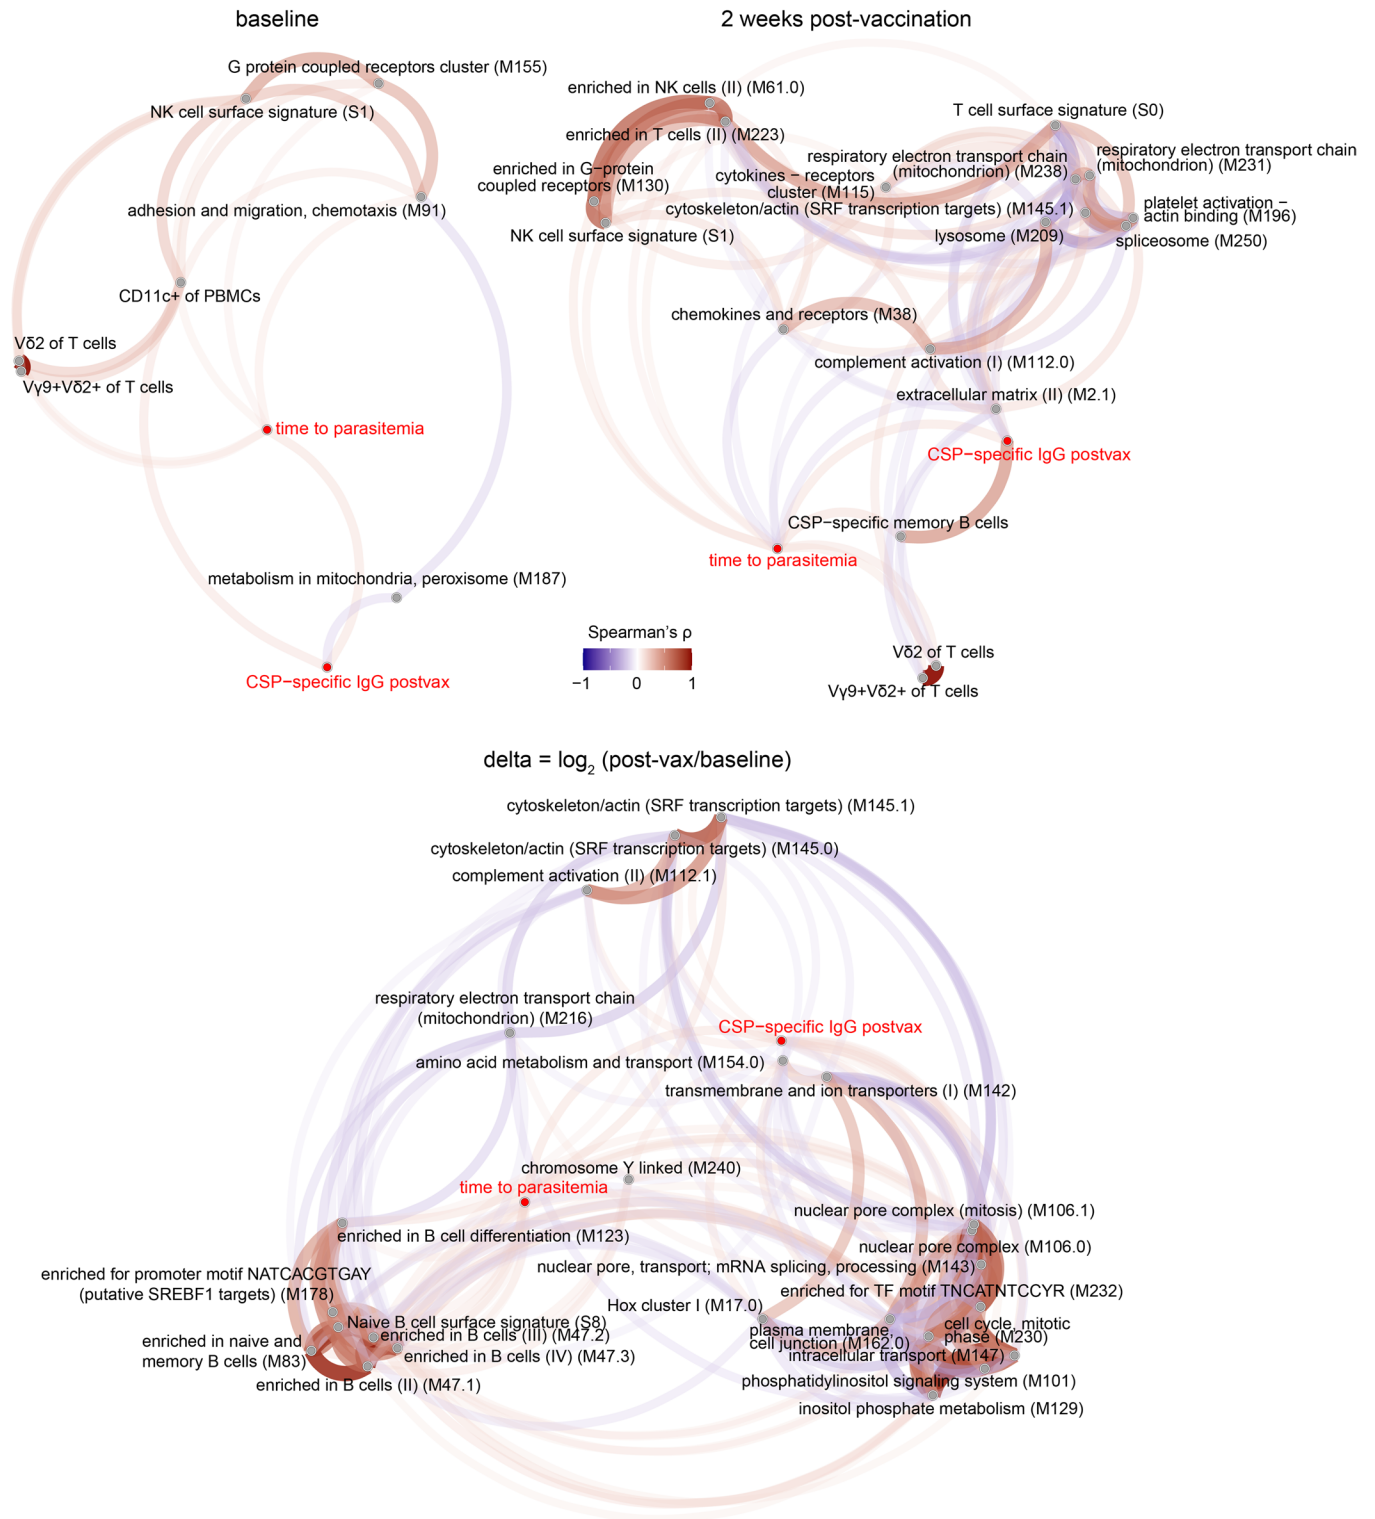 baseline
G protein coupled receptors cluster (M155)
NK cell surface signature (S1)
adhesion and migration, chemotaxis (M91)
CD11c+ of PBMCs
Vδ2 of T cells
Vγ9+Vδ2+ of T cells
time to parasitemia
metabolism in mitochondria, peroxisome (M187)
CSP−specific IgG postvax
2 weeks post-vaccination
enriched in NK cells (II) (M61.0)
enriched in T cells (II) (M223)
enriched in G−protein
coupled receptors (M130)
NK cell surface signature (S1)
T cell surface signature (S0)
respiratory electron transport chain
(mitochondrion) (M238)
respiratory electron transport chain
(mitochondrion) (M231)
cytokines − receptors
cluster (M115)
cytoskeleton/actin (SRF transcription targets) (M145.1)
platelet activation −
actin binding (M196)
lysosome (M209)
spliceosome (M250)
chemokines and receptors (M38)
complement activation (I) (M112.0)
extracellular matrix (II) (M2.1)
CSP−specific IgG postvax
CSP−specific memory B cells
time to parasitemia
Vδ2 of T cells
Vγ9+Vδ2+ of T cells
Spearman's ρ
−1 0 1
delta = log2 (post-vax/baseline)
cytoskeleton/actin (SRF transcription targets) (M145.1)
cytoskeleton/actin (SRF transcription targets) (M145.0)
complement activation (II) (M112.1)
respiratory electron transport chain
(mitochondrion) (M216)
CSP−specific IgG postvax
amino acid metabolism and transport (M154.0)
transmembrane and ion transporters (I) (M142)
chromosome Y linked (M240)
time to parasitemia
nuclear pore complex (mitosis) (M106.1)
enriched in B cell differentiation (M123)
nuclear pore complex (M106.0)
nuclear pore, transport; mRNA splicing, processing (M143)
enriched for promoter motif NATCACGTGAY
(putative SREBF1 targets) (M178)
enriched for TF motif TNCATNTCCYR (M232)
Hox cluster I (M17.0)
Naive B cell surface signature (S8)
cell cycle, mitotic
phase (M230)
plasma membrane,
cell junction (M162.0)
enriched in B cells (III) (M47.2)
enriched in naive and
memory B cells (M83)
enriched in B cells (IV) (M47.3)
intracellular transport (M147)
enriched in B cells (II) (M47.1)
phosphatidylinositol signaling system (M101)
inositol phosphate metabolism (M129)